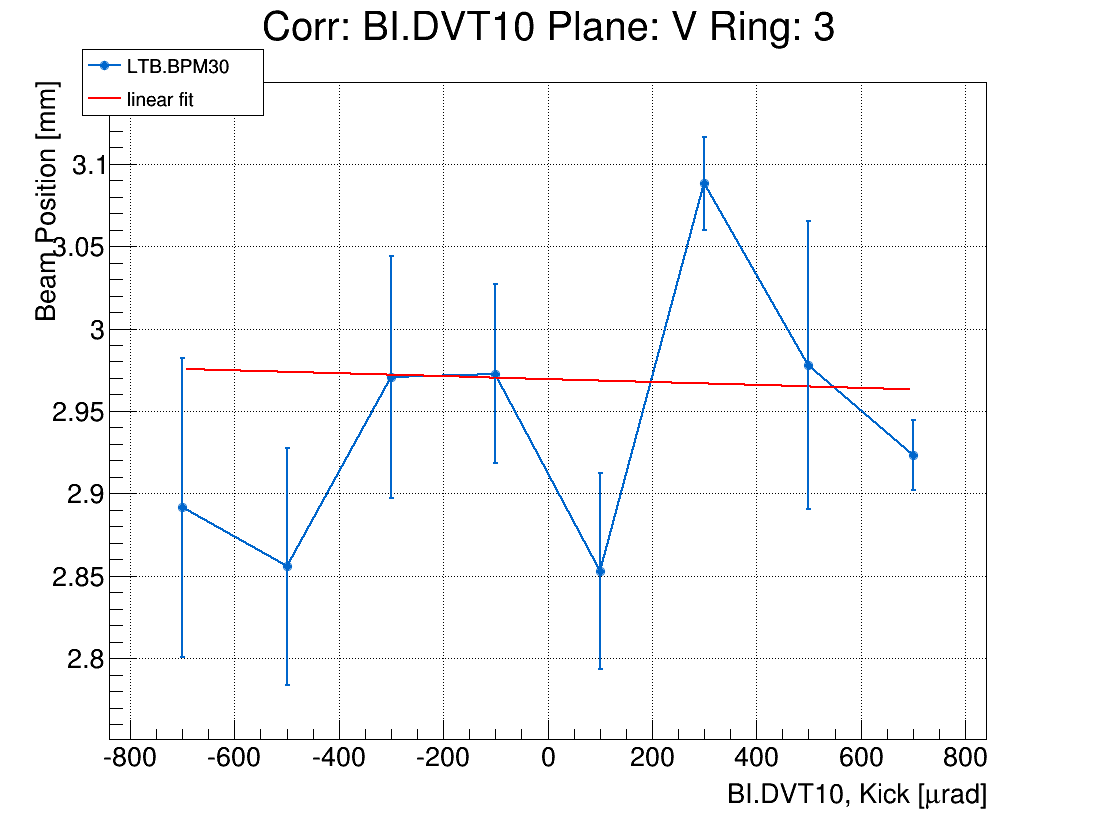 Corr: BI.DVT10 Plane: V Ring: 3
LTB.BPM30
linear fit
Beam Position [mm]
3.1
3.05
3
2.95
2.9
2.85
2.8
-800 -600 -400 -200 0 200 400 600 800
BI.DVT10, Kick [μrad]